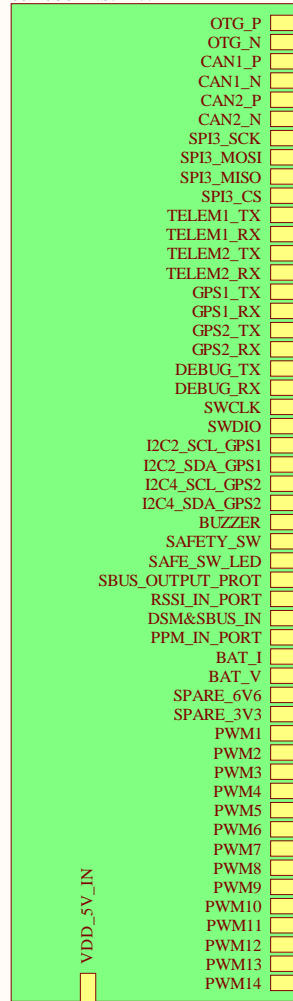 OTG_P
OTG_N
CAN1_P
CAN1_N
CAN2_P
CAN2_N
SPI3_SCK
SPI3_MOSI
SPI3_MISO
SPI3_CS
TELEM1_TX
TELEM1_RX
TELEM2_TX
TELEM2_RX
GPS1_TX
GPS1_RX
GPS2_TX
GPS2_RX
DEBUG_TX
DEBUG_RX
SWCLK
SWDIO
I2C2_SCL_GPS1
I2C2_SDA_GPS1
I2C4_SCL_GPS2
I2C4_SDA_GPS2
BUZZER
SAFETY_SW
SAFE_SW_LED
SBUS_OUTPUT_PROT
RSSI_IN_PORT
DSM&SBUS_IN
PPM_IN_PORT
BAT_I
BAT_V
SPARE_6V6
SPARE_3V3
PWM1
PWM2
PWM3
PWM4
PWM5
PWM6
PWM7
PWM8
PWM9
PWM10
PWM11
PWM12
PWM13
PWM14
VDD_5V_IN